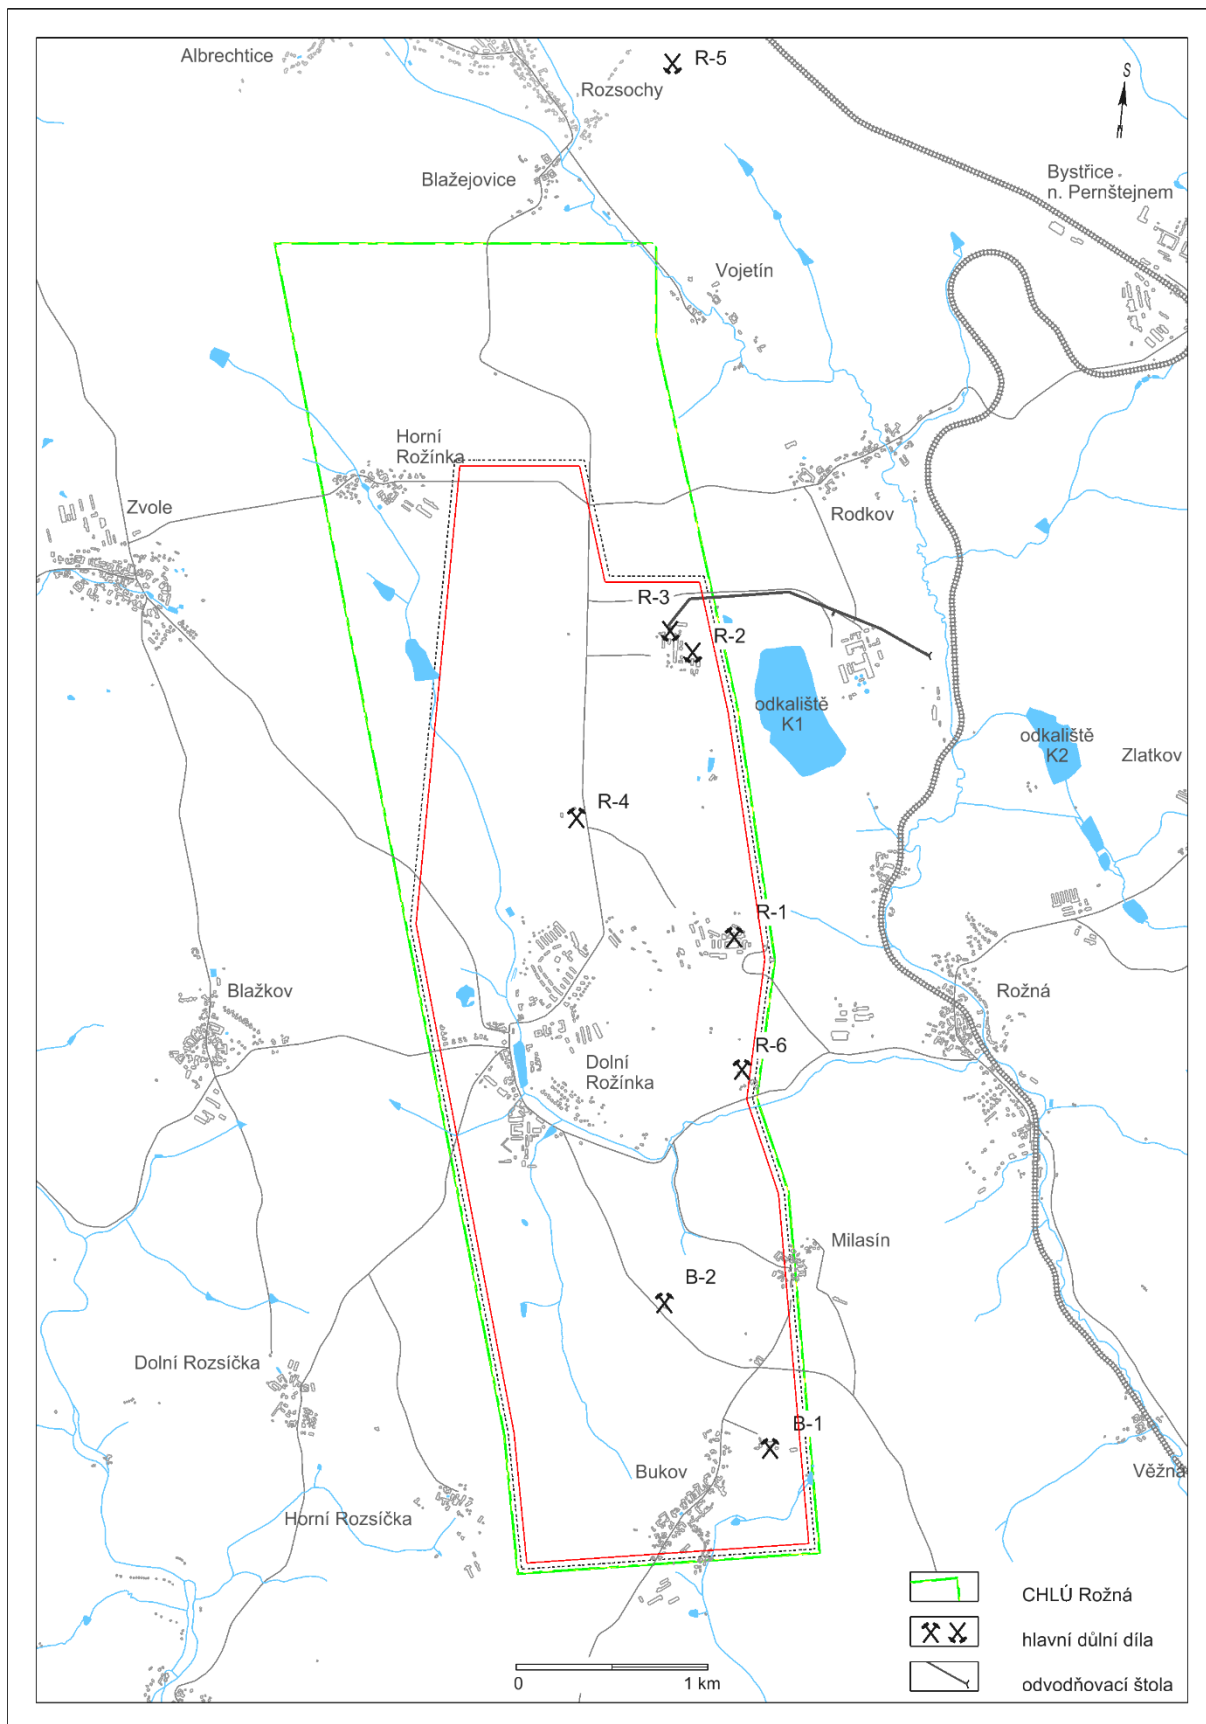 Albrechtice
R-5
Rozsochy
S
Bystřice
n. Pernštejnem
Blažejovice
Vojetín
Horní
Rožínka
Zvole
Rodkov
R-3
R-2
odkaliště
K1
odkaliště
K2
Zlatkov
R-4
R-1
Blažkov
Rožná
R-6
Dolní
Rožínka
Milasín
B-2
Dolní Rozsíčka
B-1
Bukov
Věžná
Horní Rozsíčka
CHLÚ Rožná
hlavní důlní díla
odvodňovací štola
0
1 km